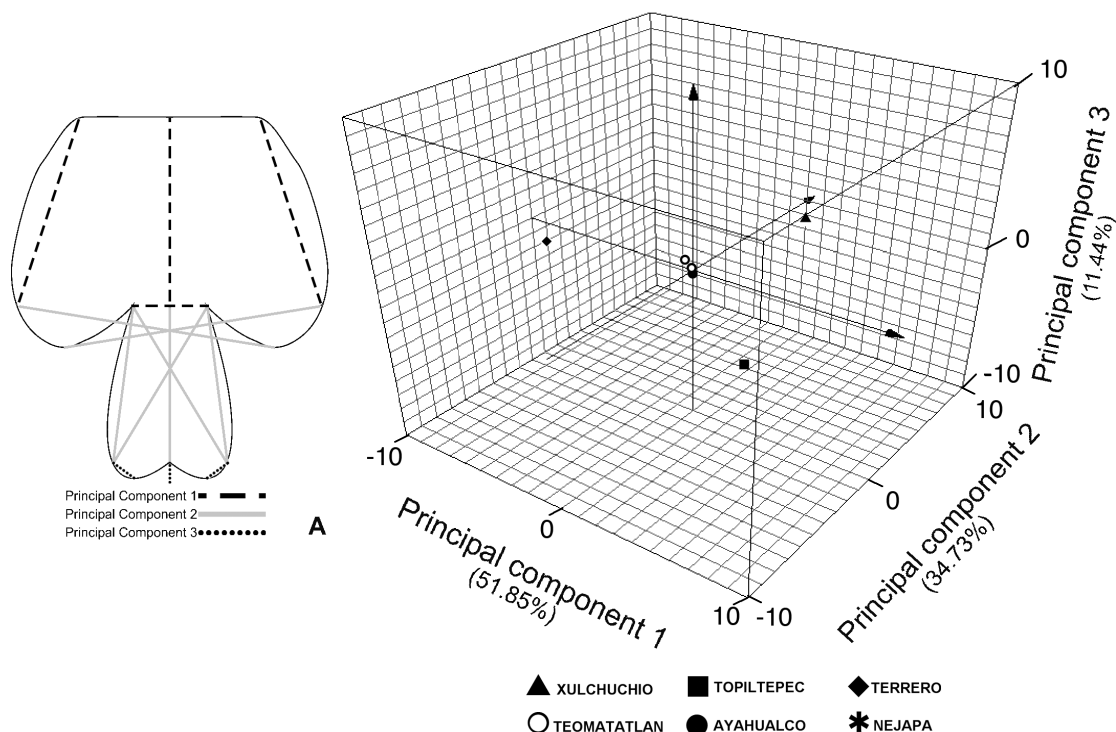 Principal Component 1
Principal Component 2
Principal Component 3
A
10
0
-10
Principal component 3
(11.44%)
10
0
-10
Principal component 2
(34.73%)
-10
0
10
Principal component 1
(51.85%)
XULCHUCHIO
TOPILTEPEC
TERRERO
TEOMATATLAN
AYAHUALCO
NEJAPA